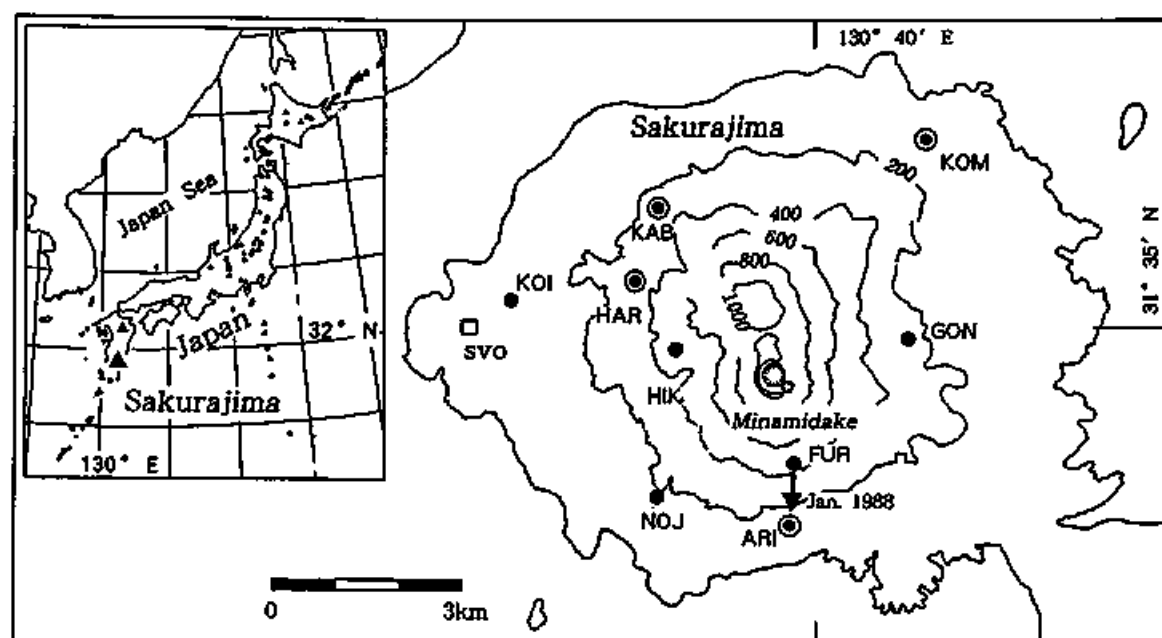 130° 40′ E
Sakurajima
KOM
200
KAB
400
600
800
1000
Japan Sea
KOI
HAR
SVO
Japan
32° N
31° 35′ N
GON
HIK
Sakurajima
Minamidake
FUR
130° E
NOJ
Jan. 1988
ARI
0
3km